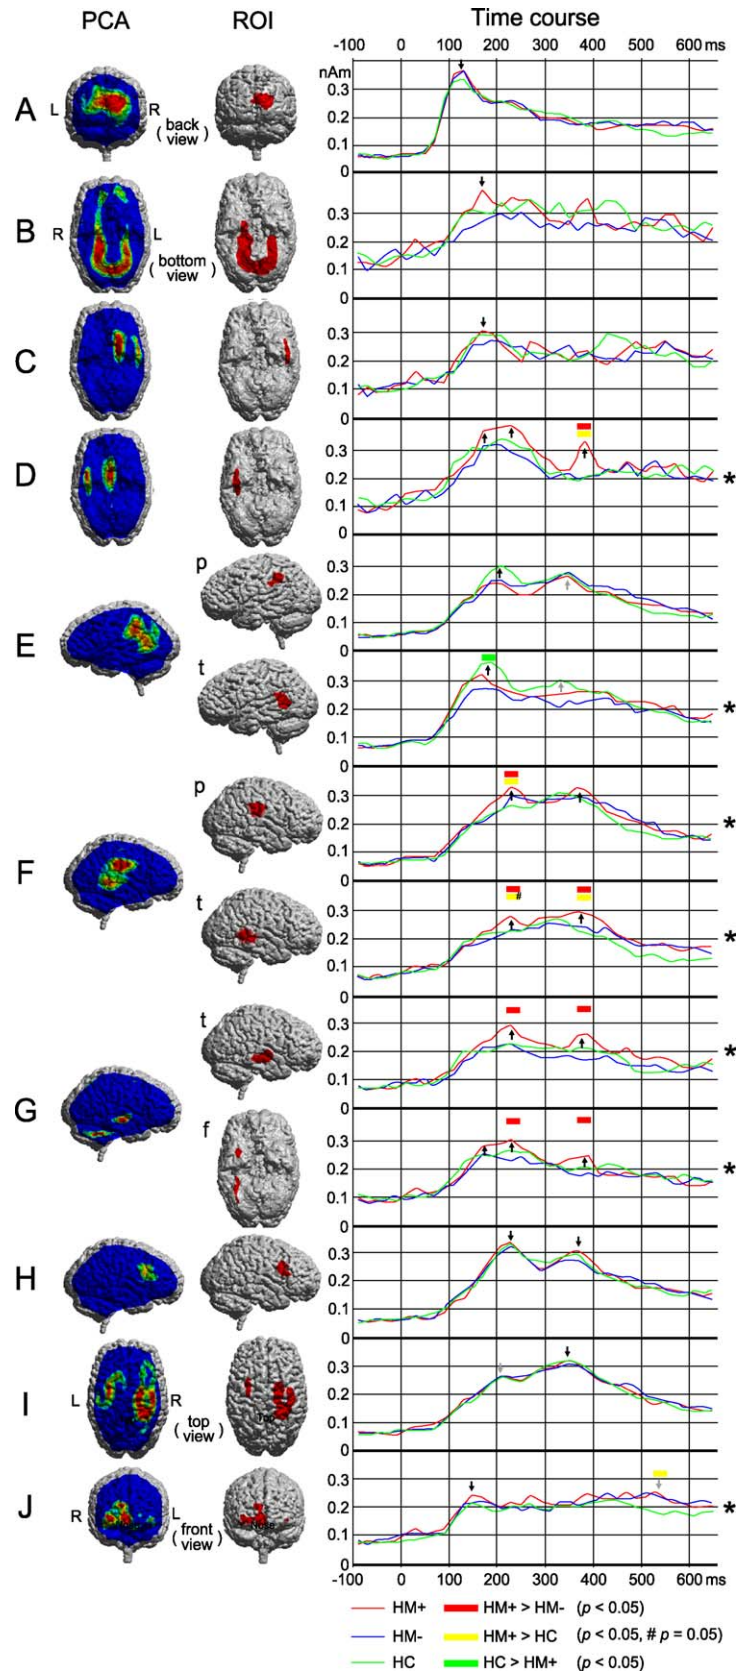 PCA ROI Time course
-100 0 100 200 300 400 500 600 ms
nAm
0.3
A L R 0.2
( back view ) 0.1
0
0.3
B R L 0.2
( bottom view ) 0.1
0
0.3
C 0.2
0.1
0
0.3
D 0.2 *
0.1
0
p 0.3
0.2
0.1
E 0
t 0.3
0.2 *
0.1
0
p 0.3
0.2 *
0.1
F 0
t #
0.3
0.2 *
0.1
0
t 0.3
0.2 *
0.1
G 0
f 0.3
0.2 *
0.1
0
0.3
H 0.2
0.1
0
0.3
I L R 0.2
( top view ) Top 0.1
0
0.3
J R L 0.2 *
( front view ) Nose 0.1
0
-100 0 100 200 300 400 500 600 ms
HM+ HM+ > HM- (p < 0.05)
HM- HM+ > HC (p < 0.05, # p = 0.05)
HC HC > HM+ (p < 0.05)